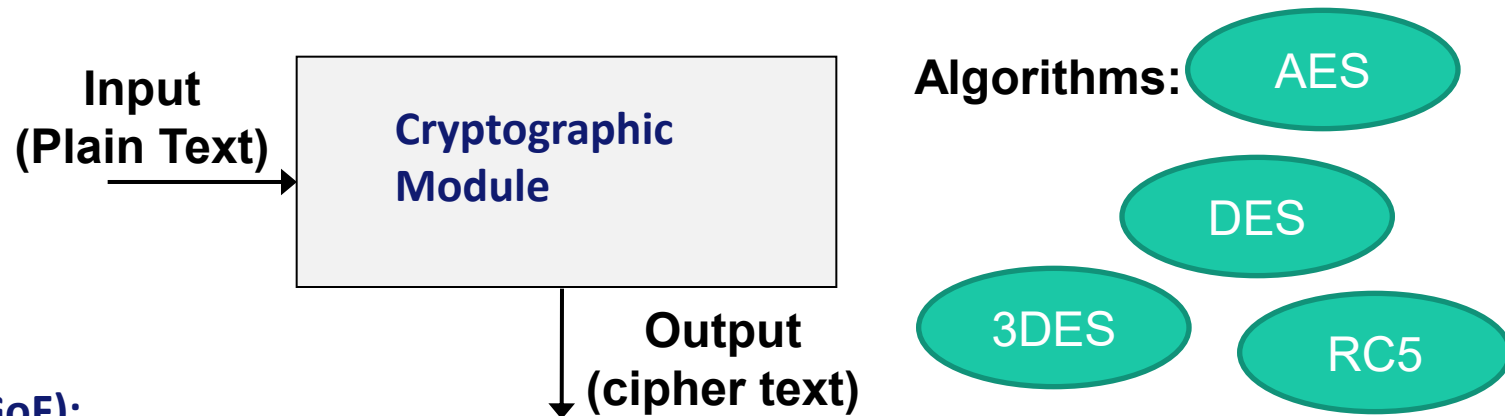 Input
(Plain Text)
Cryptographic
Module
Output
(cipher text)
Algorithms:
AES
DES
3DES
RC5